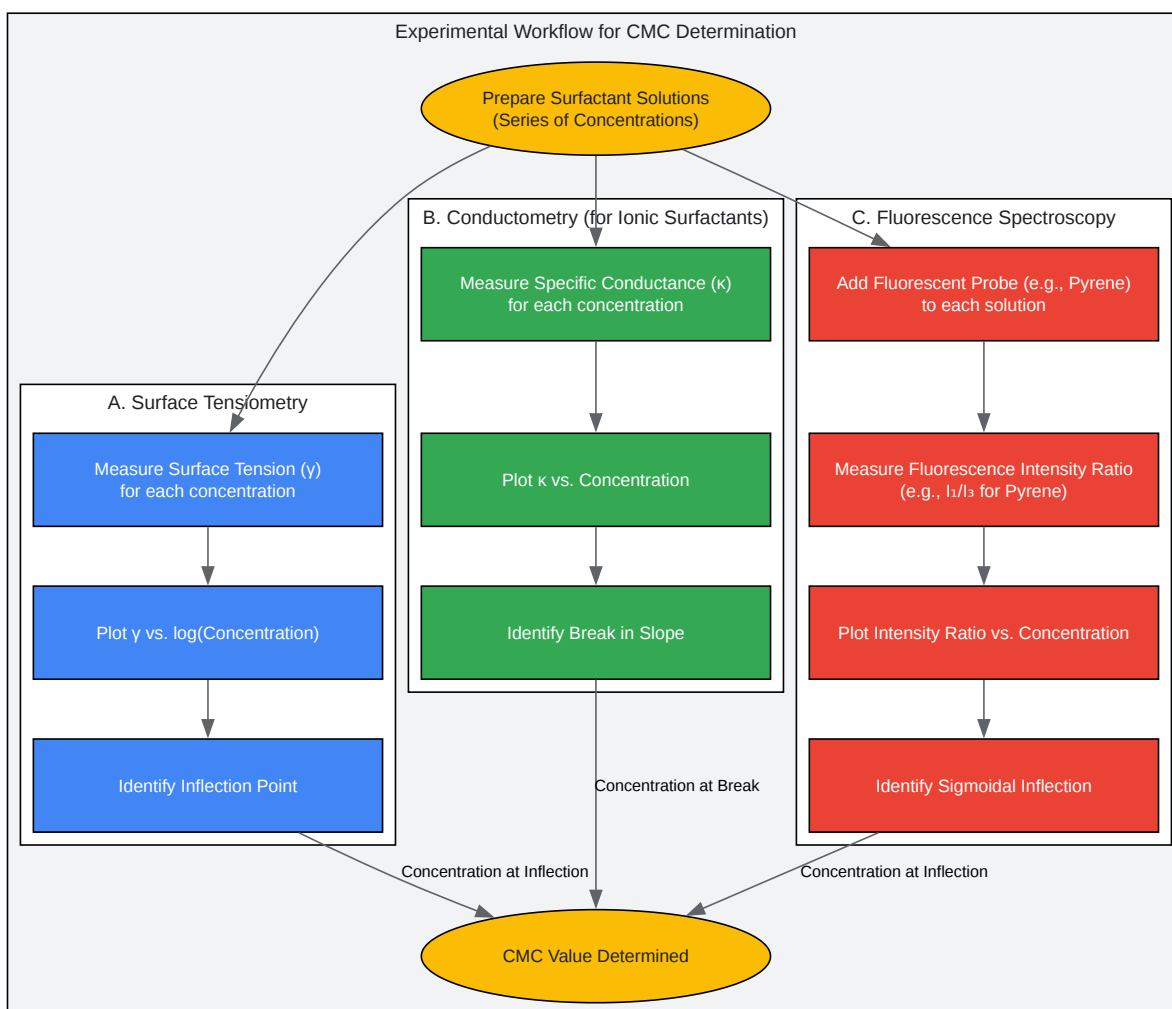 Experimental Workflow for CMC Determination
Prepare Surfactant Solutions
(Series of Concentrations)
A. Surface Tensiometry
Measure Surface Tension (γ)
for each concentration
Plot γ vs. log(Concentration)
Identify Inflection Point
Concentration at Inflection
B. Conductometry (for Ionic Surfactants)
Measure Specific Conductance (κ)
for each concentration
Plot κ vs. Concentration
Identify Break in Slope
Concentration at Break
C. Fluorescence Spectroscopy
Add Fluorescent Probe (e.g., Pyrene)
to each solution
Measure Fluorescence Intensity Ratio
(e.g., I₁/I₃ for Pyrene)
Plot Intensity Ratio vs. Concentration
Identify Sigmoidal Inflection
Concentration at Inflection
CMC Value Determined